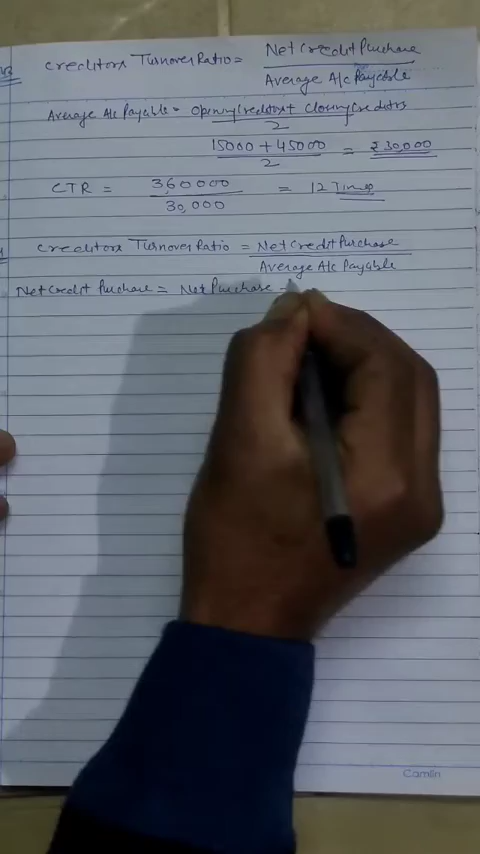 Creditors Turnover Ratio = Net Credit Purchase
Average A/c Payable
Average A/c Payable = Opening Creditors + Closing Creditors
2
15000 + 45000 = ₹30,000
2
CTR = 360000 = 12 Times
30,000
Creditors Turnover Ratio = Net Credit Purchase
Average A/c Payable
Net Credit Purchase = Net Purchase -
Camlin